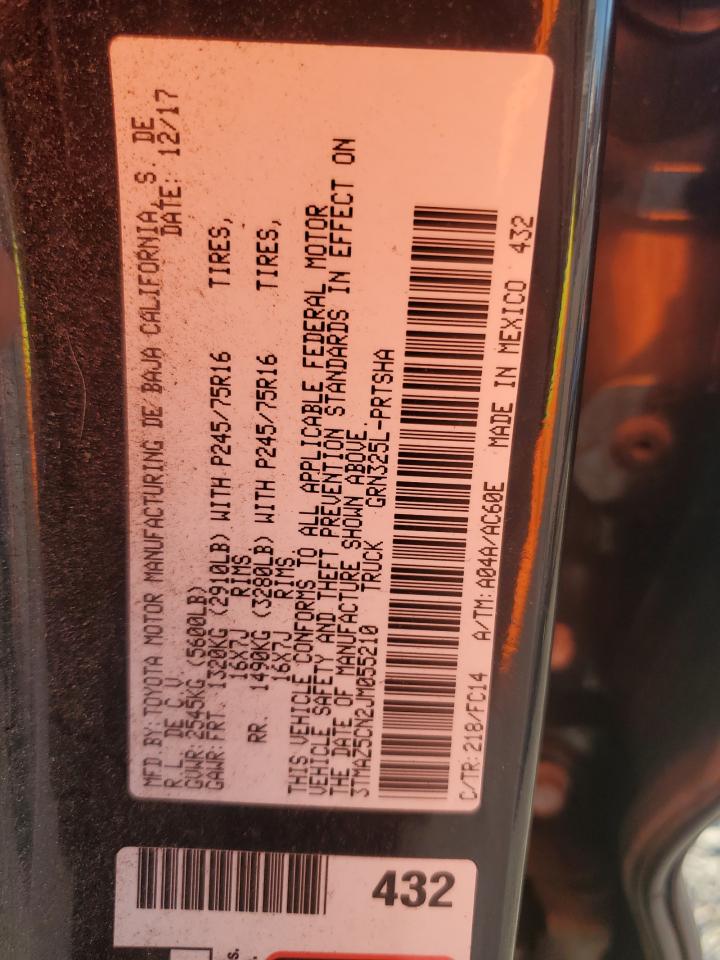 MFD BY: TOYOTA MOTOR MANUFACTURING DE BAJA CALIFORNIA, S. DE
R.L. DE C.V. DATE: 12/17
GVWR: 2545KG (5600LB)
GAWR: FRT. 1320KG (2910LB) WITH P245/75R16 TIRES,
16X7J RIMS,
RR. 1490KG (3280LB) WITH P245/75R16 TIRES,
16X7J RIMS.
THIS VEHICLE CONFORMS TO ALL APPLICABLE FEDERAL MOTOR
VEHICLE SAFETY AND THEFT PREVENTION STANDARDS IN EFFECT ON
THE DATE OF MANUFACTURE SHOWN ABOVE.
3TMAZ5CN2JM055210 TRUCK GRN325L-PRTSHA
C/TR: 218/FC14 A/TM: A04A/AC60E MADE IN MEXICO 432
432
s.